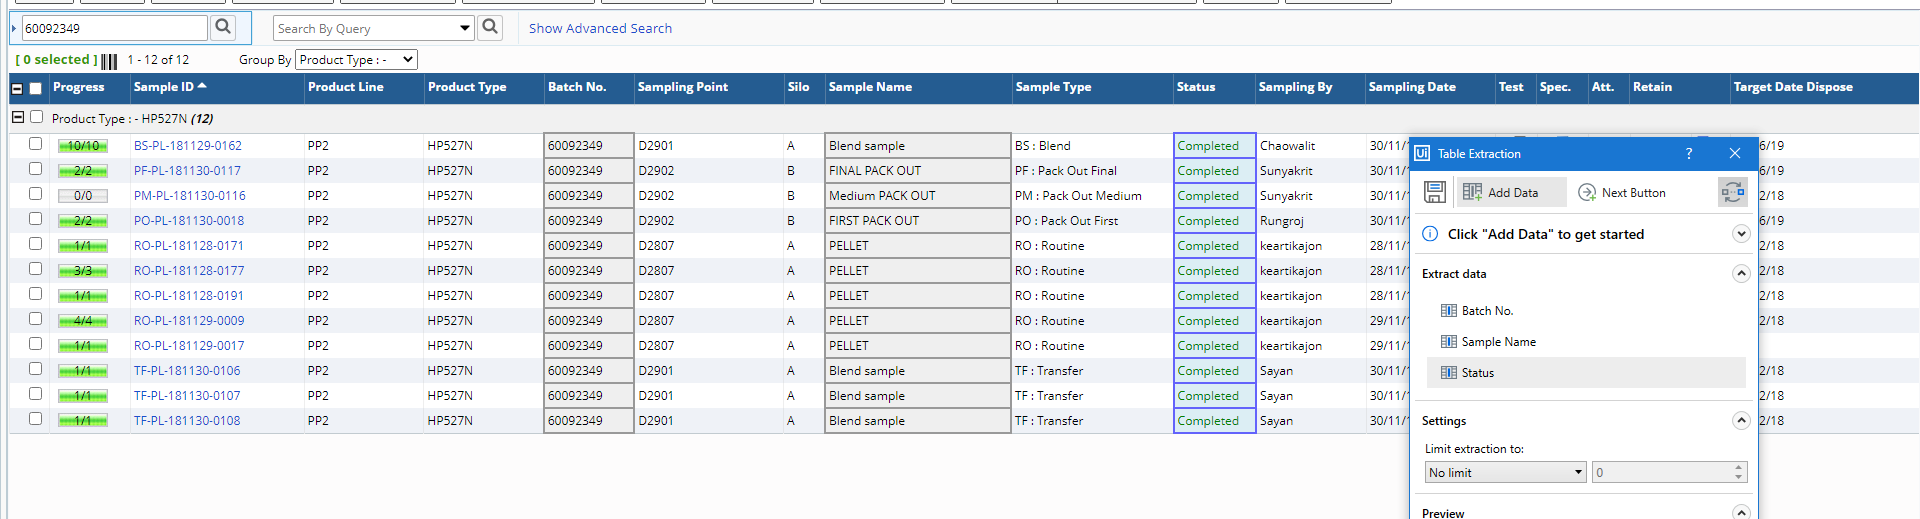 60092349
Search By Query
Show Advanced Search
[ 0 selected ] 1 - 12 of 12 Group By Product Type : -
Progress Sample ID Product Line Product Type Batch No. Sampling Point Silo Sample Name Sample Type Status Sampling By Sampling Date Test Spec. Att. Retain Target Date Dispose
Product Type : - HP527N (12)
10/10 BS-PL-181129-0162 PP2 HP527N 60092349 D2901 A Blend sample BS : Blend Completed Chaowalit 30/11/ 6/19
2/2 PF-PL-181130-0117 PP2 HP527N 60092349 D2902 B FINAL PACK OUT PF : Pack Out Final Completed Sunyakrit 30/11/ 6/19
0/0 PM-PL-181130-0116 PP2 HP527N 60092349 D2902 B Medium PACK OUT PM : Pack Out Medium Completed Sunyakrit 30/11/ 2/18
2/2 PO-PL-181130-0018 PP2 HP527N 60092349 D2902 B FIRST PACK OUT PO : Pack Out First Completed Rungroj 30/11/ 6/19
1/1 RO-PL-181128-0171 PP2 HP527N 60092349 D2807 A PELLET RO : Routine Completed keartikajon 28/11/ 2/18
3/3 RO-PL-181128-0177 PP2 HP527N 60092349 D2807 A PELLET RO : Routine Completed keartikajon 28/11/ 2/18
1/1 RO-PL-181128-0191 PP2 HP527N 60092349 D2807 A PELLET RO : Routine Completed keartikajon 28/11/ 2/18
4/4 RO-PL-181129-0009 PP2 HP527N 60092349 D2807 A PELLET RO : Routine Completed keartikajon 29/11/ 2/18
1/1 RO-PL-181129-0017 PP2 HP527N 60092349 D2807 A PELLET RO : Routine Completed keartikajon 29/11/
1/1 TF-PL-181130-0106 PP2 HP527N 60092349 D2901 A Blend sample TF : Transfer Completed Sayan 30/11/ 2/18
1/1 TF-PL-181130-0107 PP2 HP527N 60092349 D2901 A Blend sample TF : Transfer Completed Sayan 30/11/ 2/18
1/1 TF-PL-181130-0108 PP2 HP527N 60092349 D2901 A Blend sample TF : Transfer Completed Sayan 30/11/ 2/18
Ui Table Extraction ?
Add Data Next Button
Click "Add Data" to get started
Extract data
Batch No.
Sample Name
Status
Settings
Limit extraction to:
No limit 0
Preview